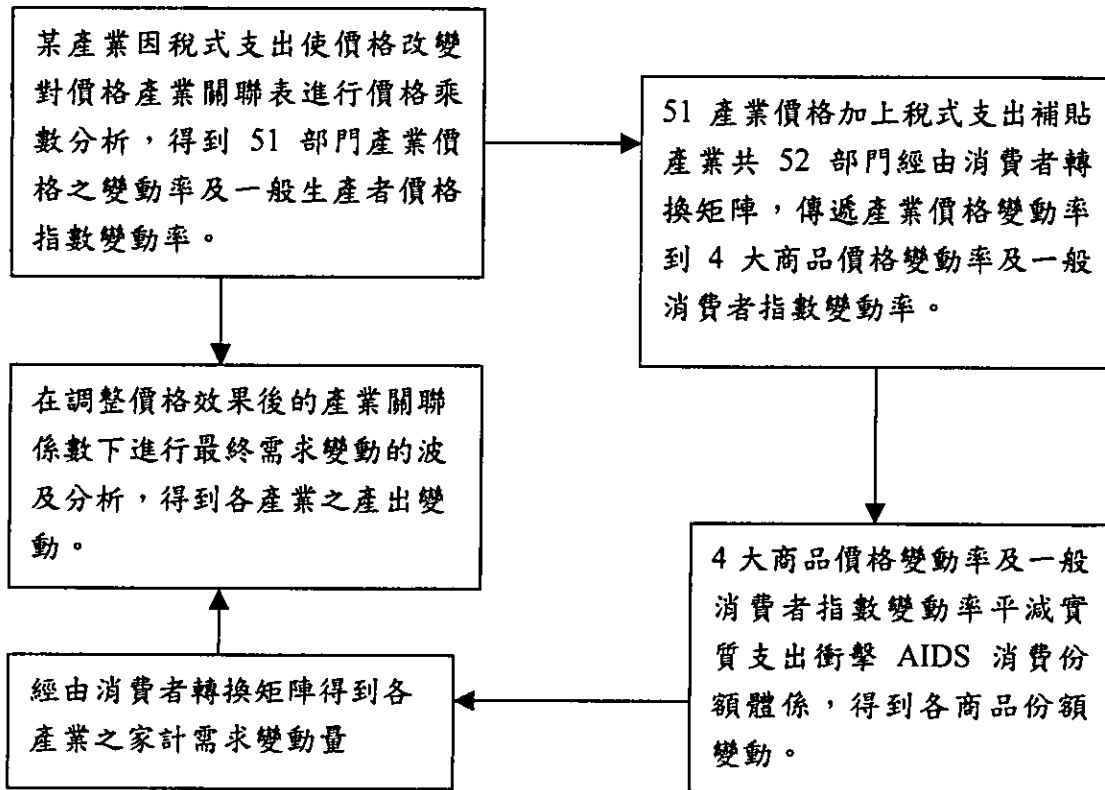 某產業因稅式支出使價格改變
對價格產業關聯表進行價格乘
數分析，得到 51 部門產業價
格之變動率及一般生產者價格
指數變動率。
51 產業價格加上稅式支出補貼
產業共 52 部門經由消費者轉
換矩陣，傳遞產業價格變動率
到 4 大商品價格變動率及一般
消費者指數變動率。
在調整價格效果後的產業關聯
係數下進行最終需求變動的波
及分析，得到各產業之產出變
動。
4 大商品價格變動率及一般
消費者指數變動率平減實
質支出衝擊 AIDS 消費份
額體係，得到各商品份額
變動。
經由消費者轉換矩陣得到各
產業之家計需求變動量